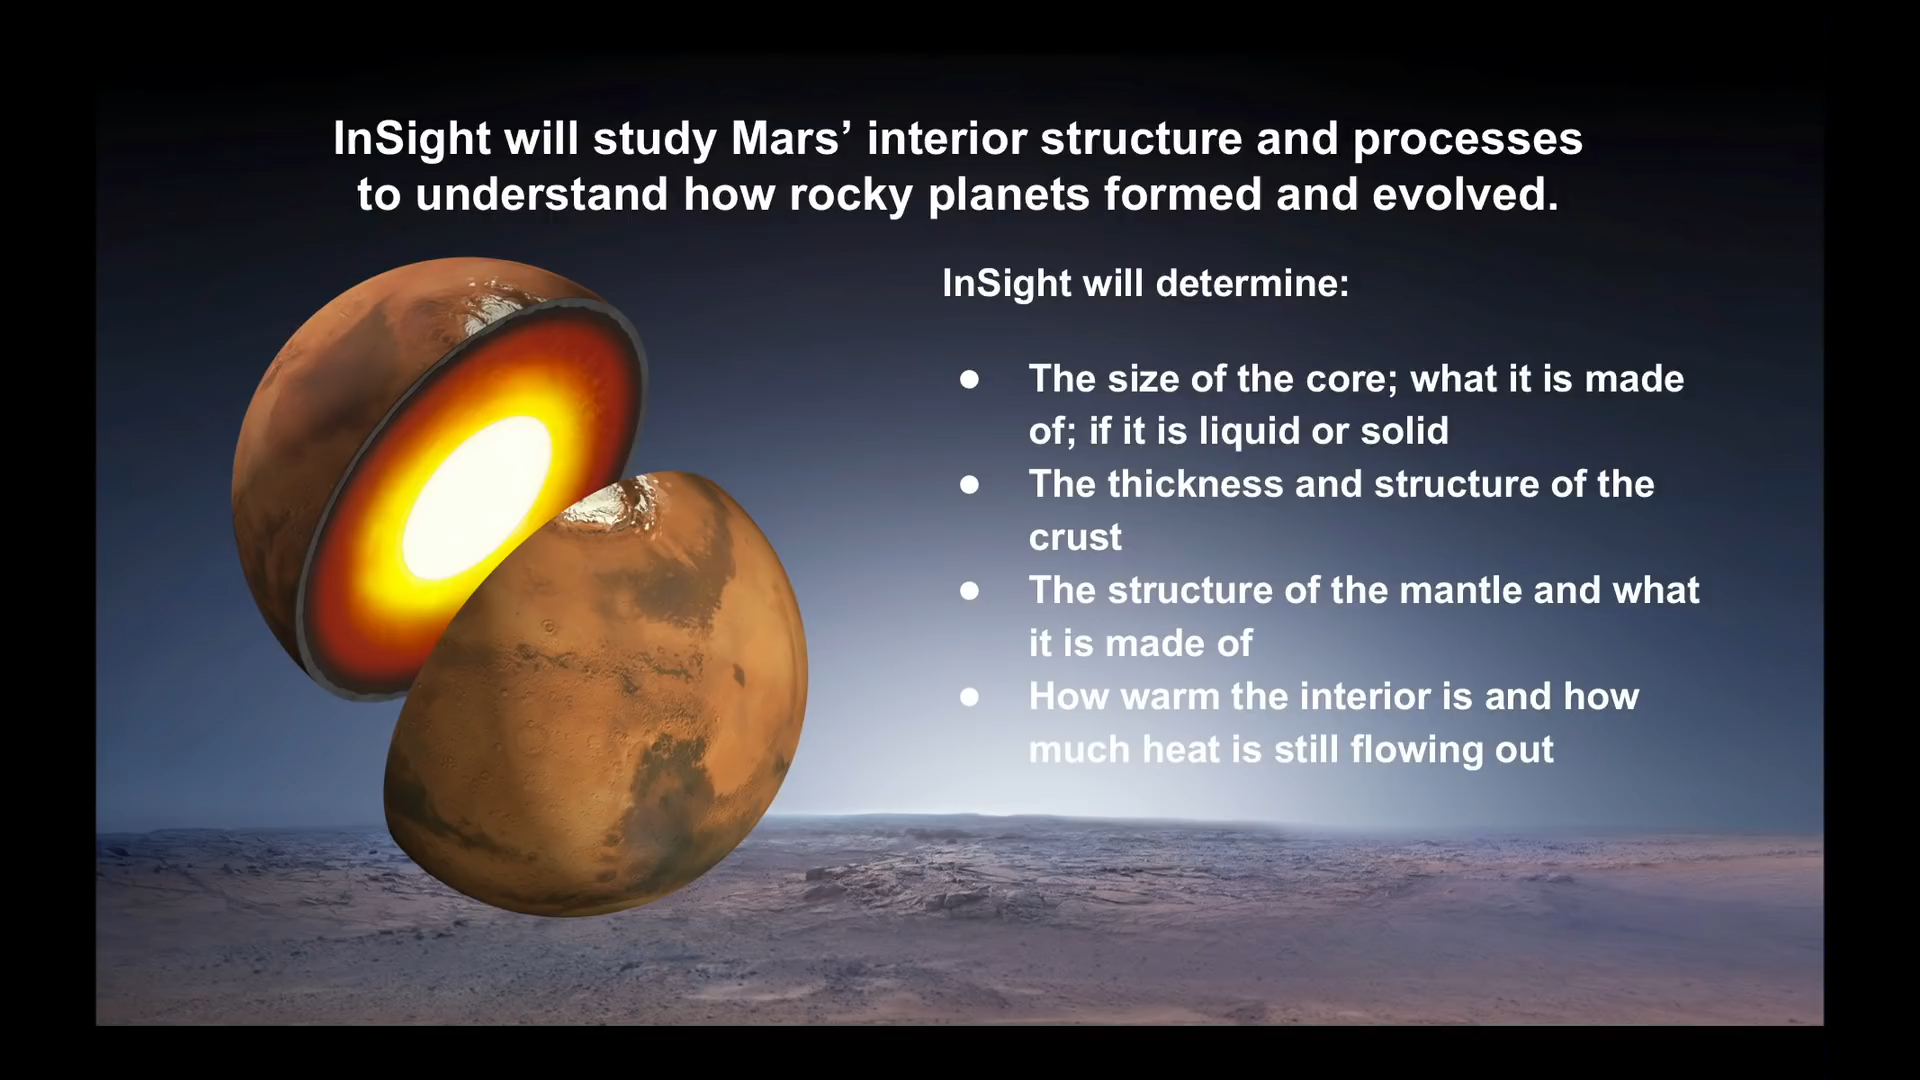 InSight will study Mars’ interior structure and processes
to understand how rocky planets formed and evolved.
InSight will determine:
● The size of the core; what it is made
of; if it is liquid or solid
● The thickness and structure of the
crust
● The structure of the mantle and what
it is made of
● How warm the interior is and how
much heat is still flowing out